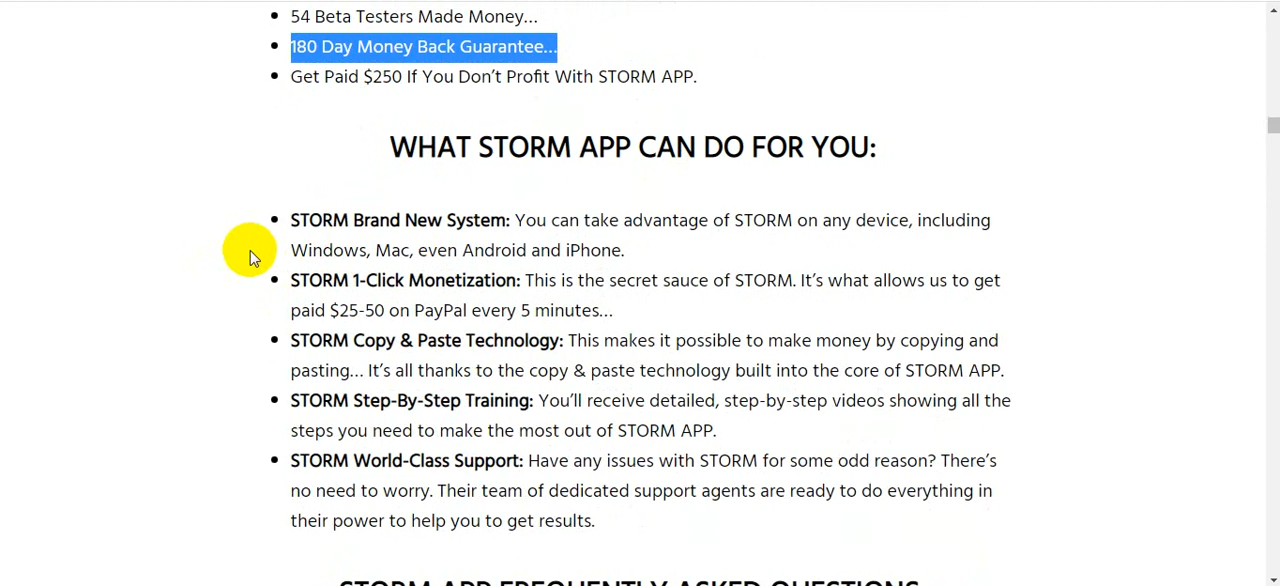 54 Beta Testers Made Money…
180 Day Money Back Guarantee…
Get Paid $250 If You Don’t Profit With STORM APP.
WHAT STORM APP CAN DO FOR YOU:
STORM Brand New System: You can take advantage of STORM on any device, including
Windows, Mac, even Android and iPhone.
STORM 1-Click Monetization: This is the secret sauce of STORM. It’s what allows us to get
paid $25-50 on PayPal every 5 minutes…
STORM Copy & Paste Technology: This makes it possible to make money by copying and
pasting… It’s all thanks to the copy & paste technology built into the core of STORM APP.
STORM Step-By-Step Training: You’ll receive detailed, step-by-step videos showing all the
steps you need to make the most out of STORM APP.
STORM World-Class Support: Have any issues with STORM for some odd reason? There’s
no need to worry. Their team of dedicated support agents are ready to do everything in
their power to help you to get results.
STORM APP FREQUENTLY ASKED QUESTIONS